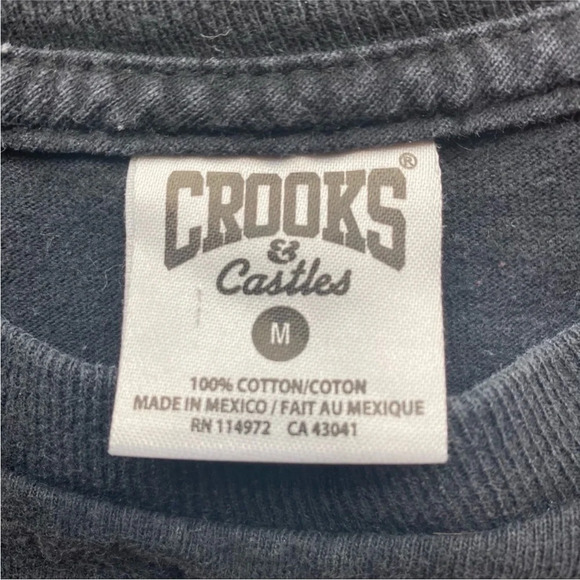 CROOKS®
&
Castles
M
100% COTTON/COTON
MADE IN MEXICO / FAIT AU MEXIQUE
RN 114972 CA 43041